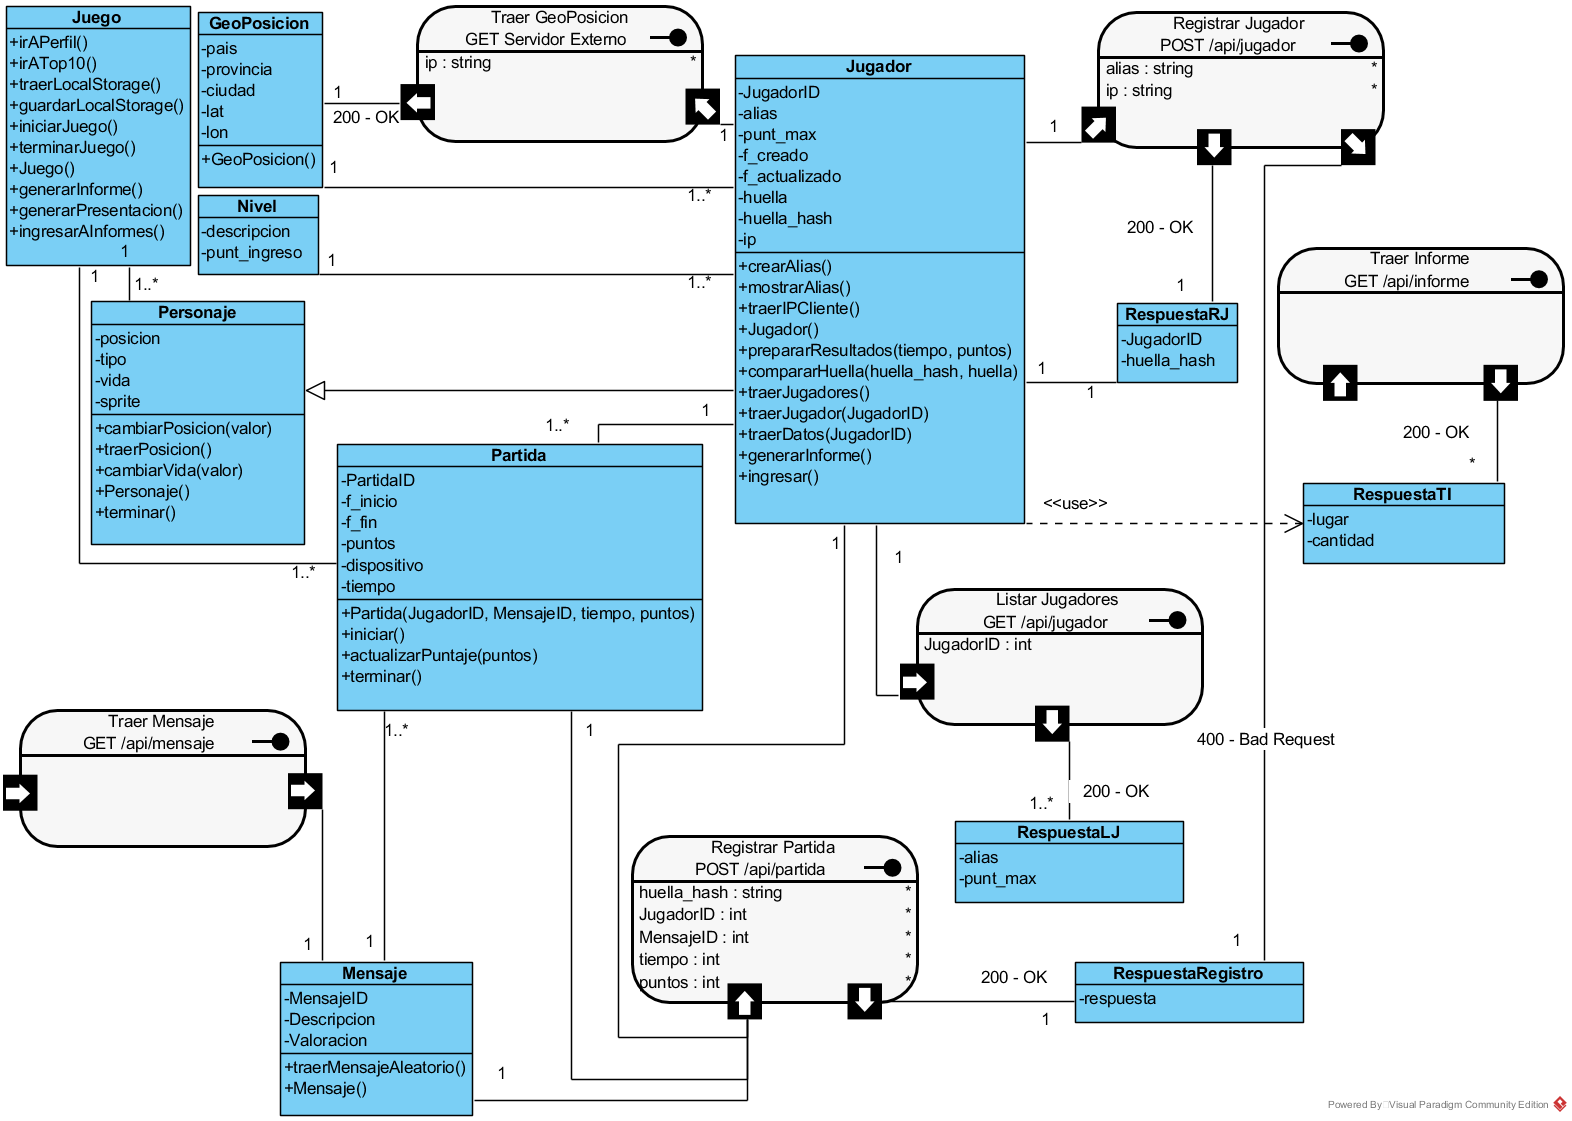 Juego
+irAPerfil()
+irATop10()
+traerLocalStorage()
+guardarLocalStorage()
+iniciarJuego()
+terminarJuego()
+Juego()
+generarInforme()
+generarPresentacion()
+ingresarAInformes()
1
1
1..*
GeoPosicion
-pais
-provincia
-ciudad
-lat
-lon
+GeoPosicion()
1
200 - OK
1
1..*
Traer GeoPosicion
GET Servidor Externo
ip : string *
1
Nivel
-descripcion
-punt_ingreso
1
1..*
Jugador
-JugadorID
-alias
-punt_max
-f_creado
-f_actualizado
-huella
-huella_hash
-ip
+crearAlias()
+mostrarAlias()
+traerIPCliente()
+Jugador()
+prepararResultados(tiempo, puntos)
+compararHuella(huella_hash, huella)
+traerJugadores()
+traerJugador(JugadorID)
+traerDatos(JugadorID)
+generarInforme()
+ingresar()
1
Registrar Jugador
POST /api/jugador
alias : string *
ip : string *
200 - OK
1
RespuestaRJ
-JugadorID
-huella_hash
1
1
Traer Informe
GET /api/informe
200 - OK
*
RespuestaTI
-lugar
-cantidad
<<use>>
Personaje
-posicion
-tipo
-vida
-sprite
+cambiarPosicion(valor)
+traerPosicion()
+cambiarVida(valor)
+Personaje()
+terminar()
1..*
1
1..*
Partida
-PartidaID
-f_inicio
-f_fin
-puntos
-dispositivo
-tiempo
+Partida(JugadorID, MensajeID, tiempo, puntos)
+iniciar()
+actualizarPuntaje(puntos)
+terminar()
1..*
1
1
1
Listar Jugadores
GET /api/jugador
JugadorID : int
200 - OK
1..*
RespuestaLJ
-alias
-punt_max
400 - Bad Request
1
Traer Mensaje
GET /api/mensaje
1
1
Mensaje
-MensajeID
-Descripcion
-Valoracion
+traerMensajeAleatorio()
+Mensaje()
1
Registrar Partida
POST /api/partida
huella_hash : string *
JugadorID : int *
MensajeID : int *
tiempo : int *
puntos : int *
200 - OK
1
RespuestaRegistro
-respuesta
Powered By Visual Paradigm Community Edition